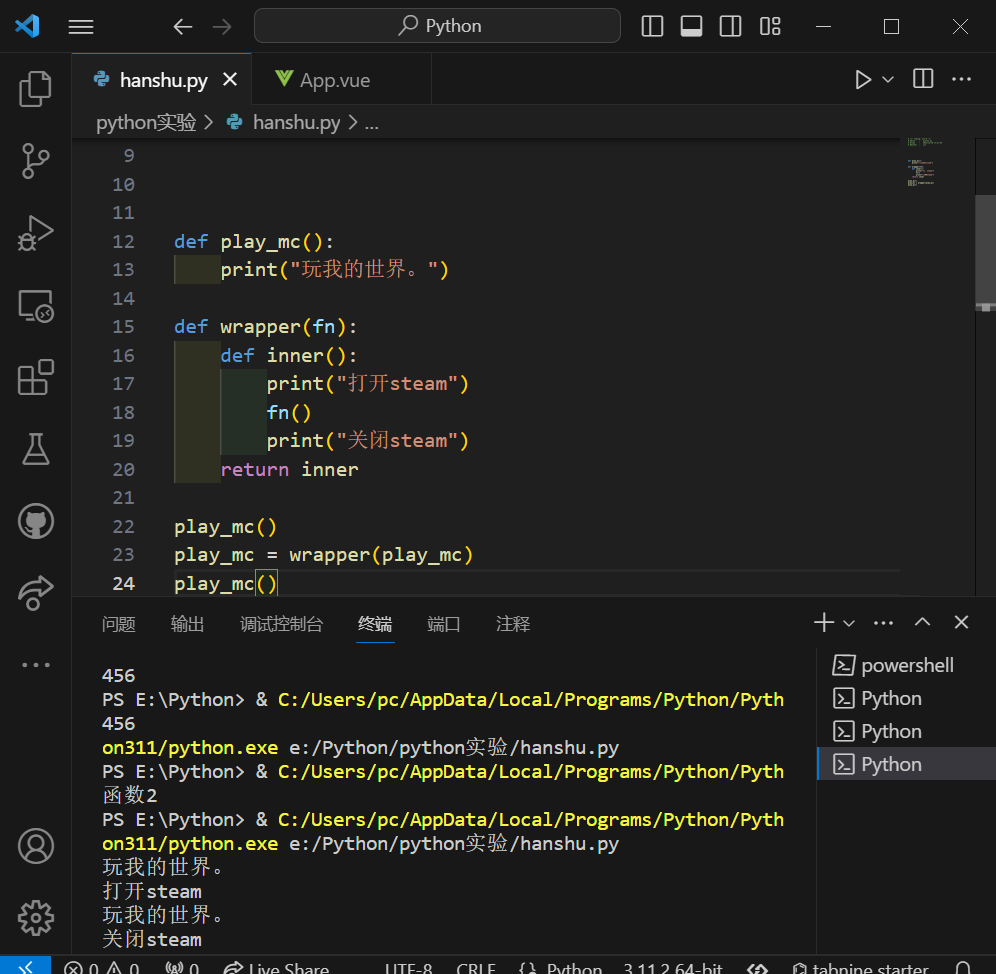 Python
hanshu.py
App.vue
python实验 > hanshu.py > ...
9
10
11
12 def play_mc():
13     print("玩我的世界。")
14
15 def wrapper(fn):
16     def inner():
17         print("打开steam")
18         fn()
19         print("关闭steam")
20     return inner
21
22 play_mc()
23 play_mc = wrapper(play_mc)
24 play_mc()
问题 输出 调试控制台 终端 端口 注释
456
PS E:\Python> & C:/Users/pc/AppData/Local/Programs/Python/Pyth
456
on311/python.exe e:/Python/python实验/hanshu.py
PS E:\Python> & C:/Users/pc/AppData/Local/Programs/Python/Pyth
函数2
PS E:\Python> & C:/Users/pc/AppData/Local/Programs/Python/Pyth
on311/python.exe e:/Python/python实验/hanshu.py
玩我的世界。
打开steam
玩我的世界。
关闭steam
powershell
Python
Python
Python
0 0 0 Live Share UTF-8 CRLF {} Python 3.11.2 64-bit tabnine starter